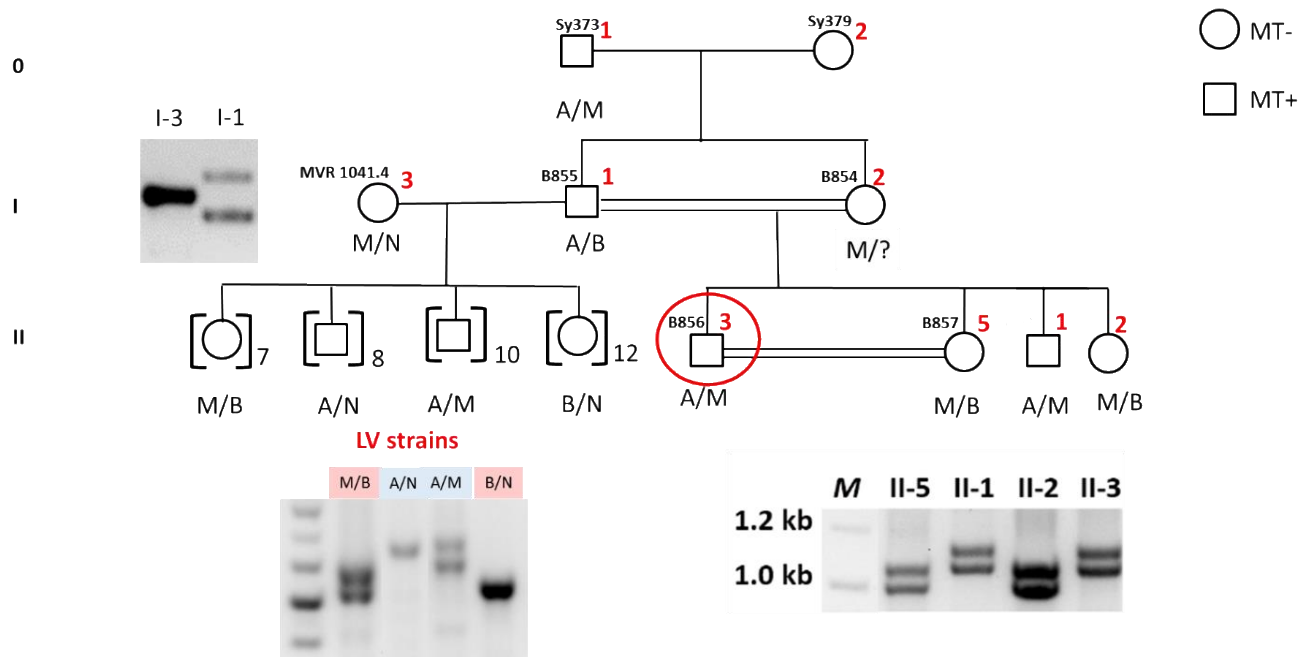 Sy373 1 Sy379 2
MT-
0
MT+
A/M
I-3 I-1
MVR 1041.4 3 B855 1 B854 2
I
M/N A/B M/?
II
[ ] 7 [ ] 8 [ ] 10 [ ] 12 B856 3 B857 5 1 2
M/B A/N A/M B/N A/M M/B A/M M/B
LV strains
M/B A/N A/M B/N
M II-5 II-1 II-2 II-3
1.2 kb
1.0 kb